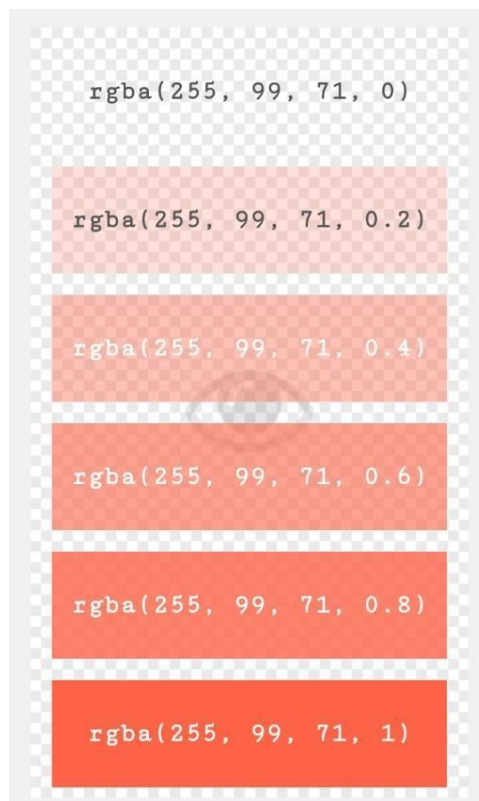 rgba(255, 99, 71, 0)
rgba(255, 99, 71, 0.2)
rgba(255, 99, 71, 0.4)
rgba(255, 99, 71, 0.6)
rgba(255, 99, 71, 0.8)
rgba(255, 99, 71, 1)